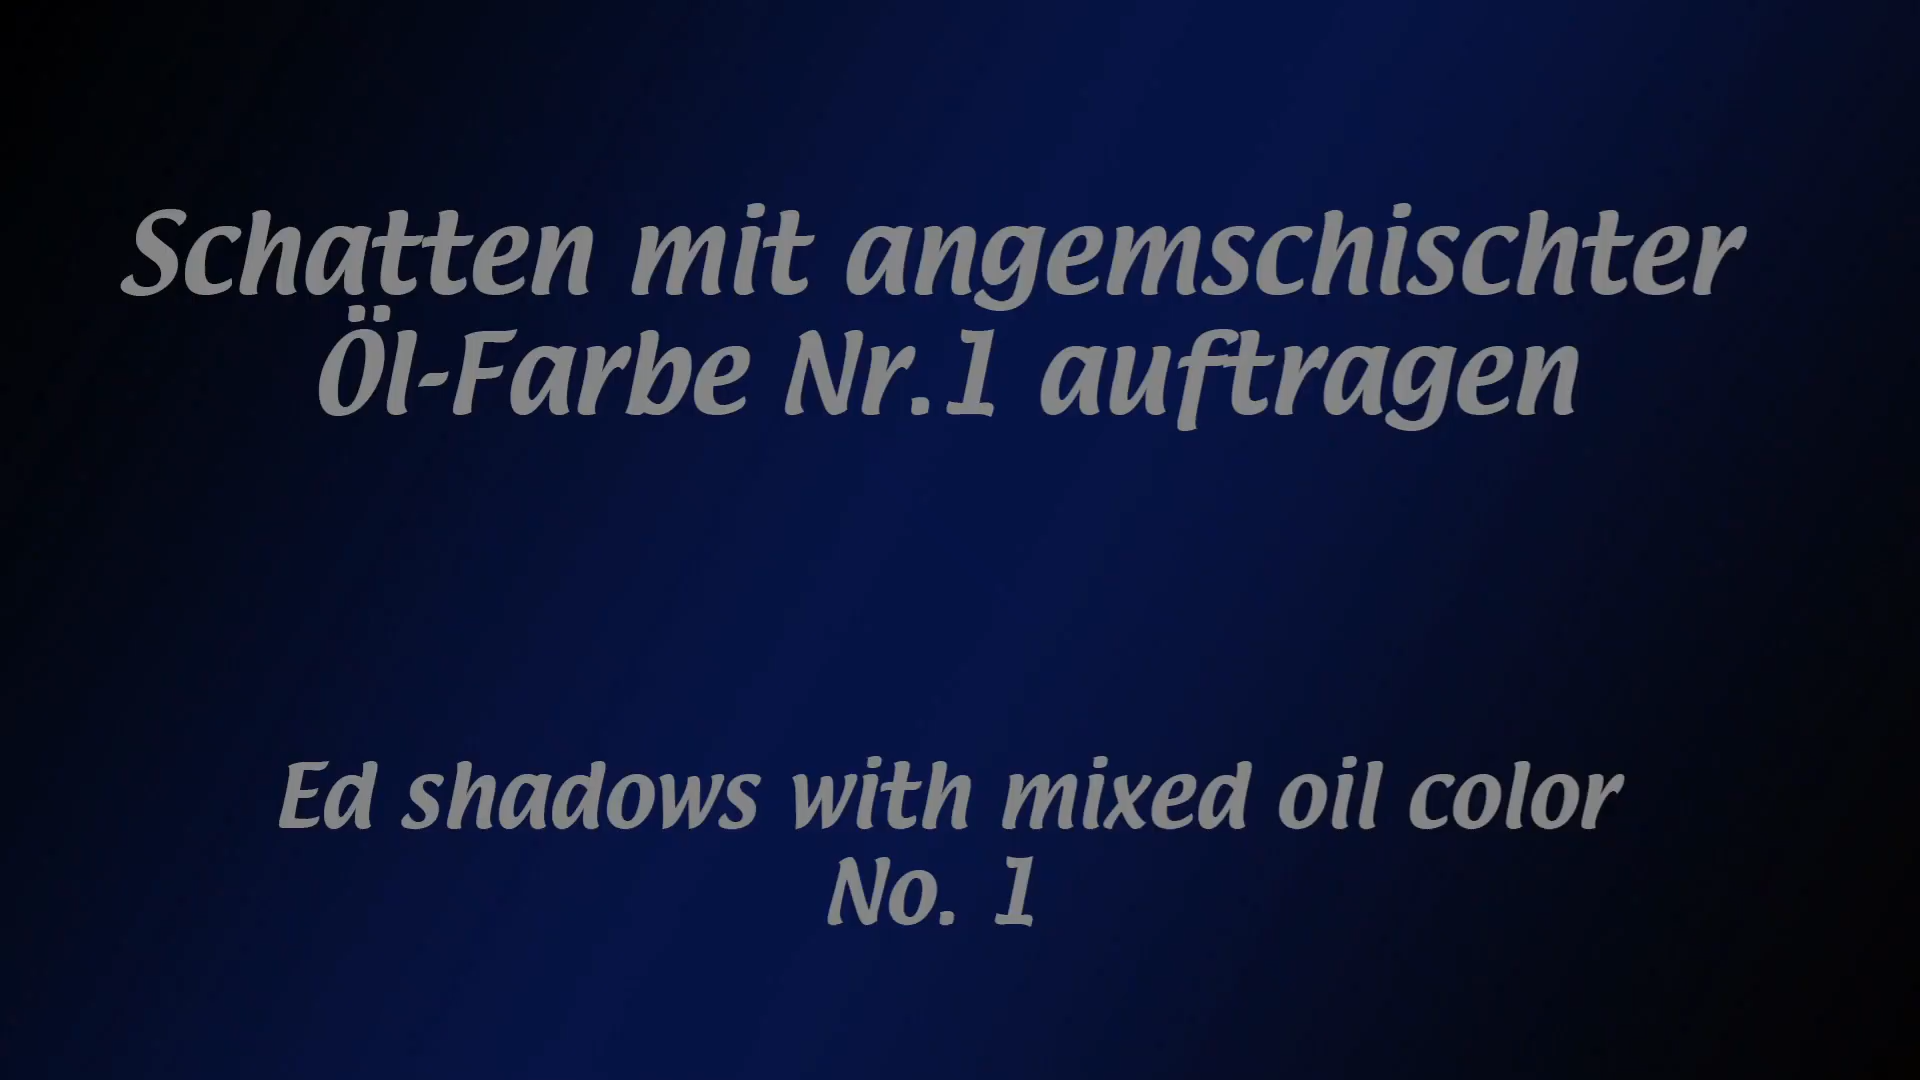 Schatten mit angemschischter
Öl-Farbe Nr.1 auftragen
Ed shadows with mixed oil color
No. 1